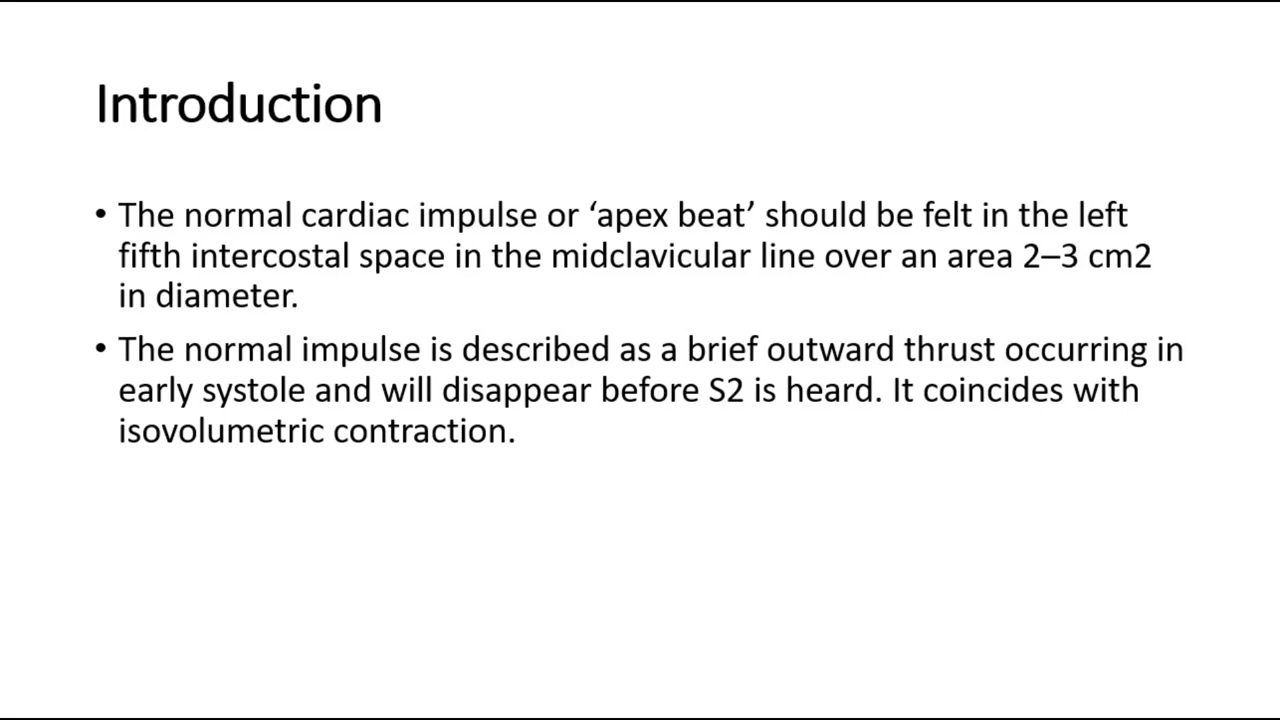 Introduction
• The normal cardiac impulse or ‘apex beat’ should be felt in the left
fifth intercostal space in the midclavicular line over an area 2–3 cm2
in diameter.
• The normal impulse is described as a brief outward thrust occurring in
early systole and will disappear before S2 is heard. It coincides with
isovolumetric contraction.